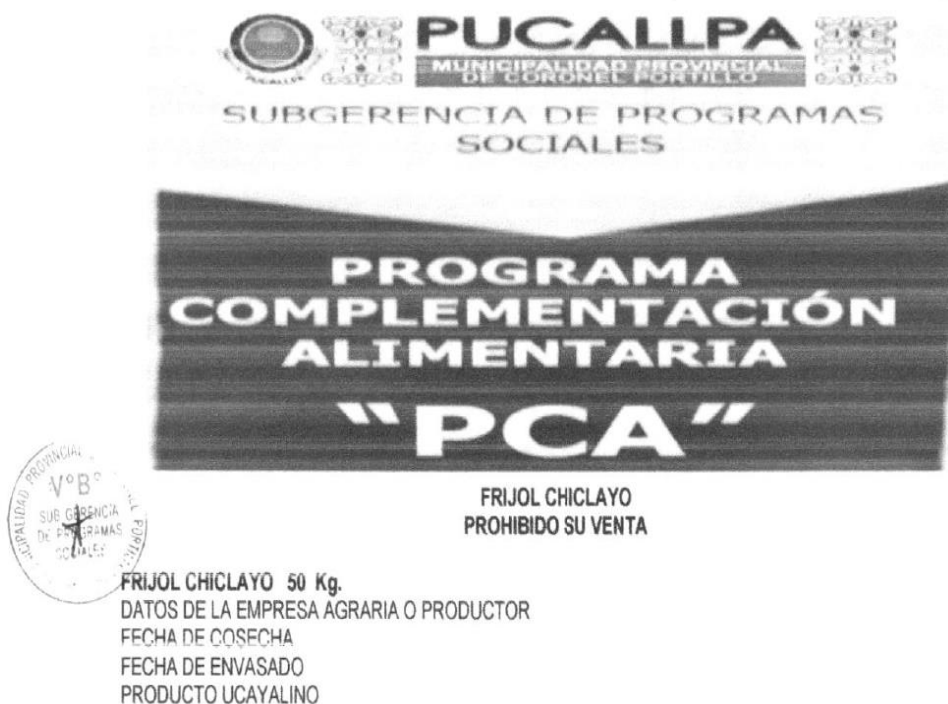 PUCALLPA
MUNICIPALIDAD PROVINCIAL
DE CORONEL PORTILLO
PUCALLPA
SUBGERENCIA DE PROGRAMAS
SOCIALES
PROGRAMA
COMPLEMENTACIÓN
ALIMENTARIA
“PCA”
FRIJOL CHICLAYO
PROHIBIDO SU VENTA
PROVINCIAL
V°B°
SUB GERENCIA
DE PROGRAMAS
SOCIALES
FRIJOL CHICLAYO 50 Kg.
DATOS DE LA EMPRESA AGRARIA O PRODUCTOR
FECHA DE COSECHA
FECHA DE ENVASADO
PRODUCTO UCAYALINO